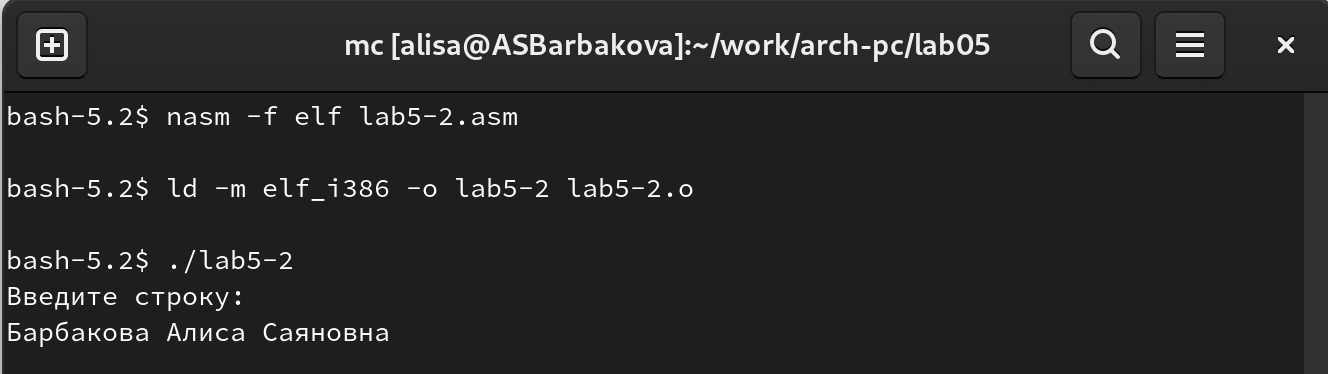 mc [alisa@ASBarbakova]:~/work/arch-pc/lab05
bash-5.2$ nasm -f elf lab5-2.asm
bash-5.2$ ld -m elf_i386 -o lab5-2 lab5-2.o
bash-5.2$ ./lab5-2
Введите строку:
Барбакова Алиса Саяновна